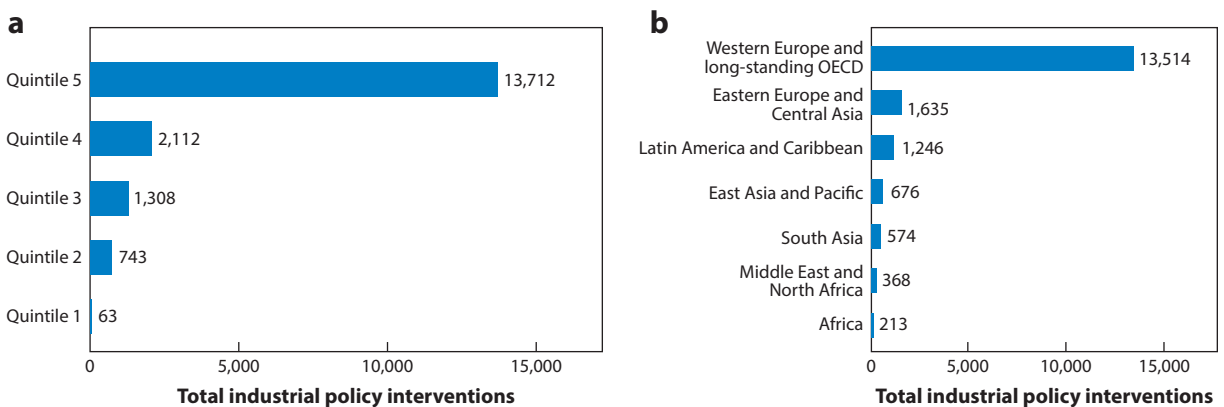 a
Quintile 5
13,712
Quintile 4
2,112
Quintile 3
1,308
Quintile 2
743
Quintile 1
63
0
5,000
10,000
15,000
Total industrial policy interventions
b
Western Europe and
long-standing OECD
13,514
Eastern Europe and
Central Asia
1,635
Latin America and Caribbean
1,246
East Asia and Pacific
676
South Asia
574
Middle East and
North Africa
368
Africa
213
0
5,000
10,000
15,000
Total industrial policy interventions